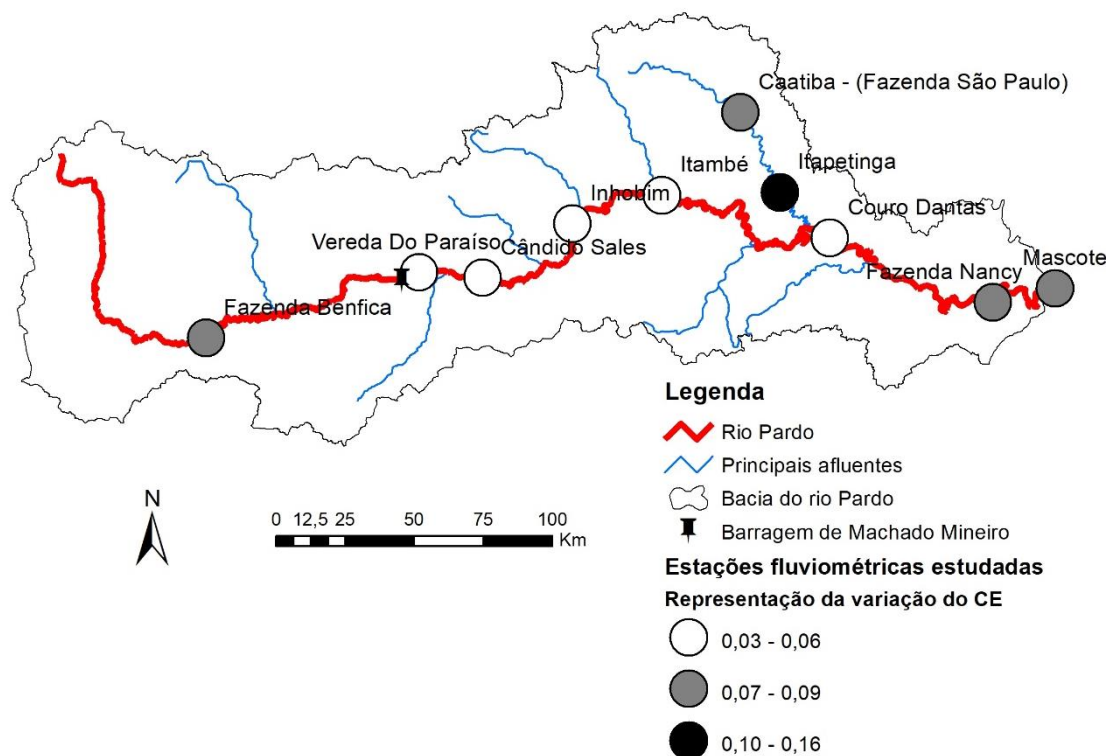 Caatiba - (Fazenda São Paulo)
Itambé
Itapetinga
Inhobim
Couro Dantas
Vereda Do Paraíso
Cândido Sales
Fazenda Nancy
Mascote
Fazenda Benfica
Legenda
Rio Pardo
Principais afluentes
Bacia do rio Pardo
Barragem de Machado Mineiro
Estações fluviométricas estudadas
Representação da variação do CE
0,03 - 0,06
0,07 - 0,09
0,10 - 0,16
N
0 12,5 25 50 75 100
Km